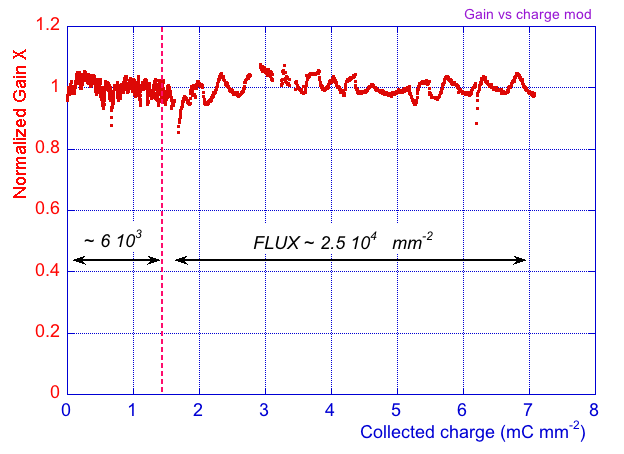 Gain vs charge mod
Normalized Gain X
1.2
1
0.8
0.6
0.4
0.2
0
~ 6 10³
FLUX ~ 2.5 10⁴ mm⁻²
0 1 2 3 4 5 6 7 8
Collected charge (mC mm⁻²)